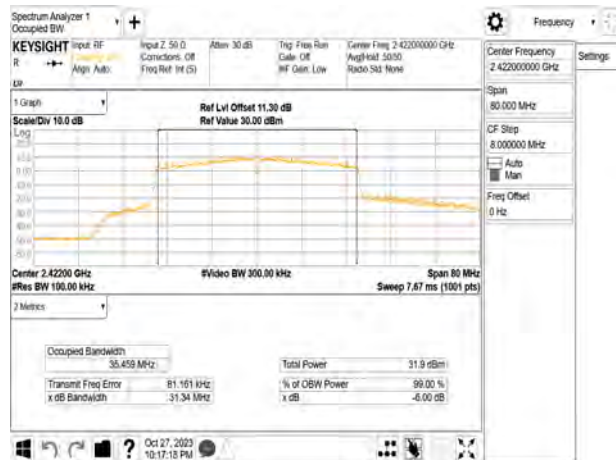 Spectrum Analyzer 1
Occupied BW
Frequency
KEYSIGHT
Input: RF
Input Z: 50 Ω
Atten: 30 dB
Trig: Free Run
Center Freq: 2.422000000 GHz
R
Corrections: Off
Gate: Off
Avg|Hold: 50/50
Align: Auto
Freq Ref: Int (S)
#IF Gain: Low
Radio Std: None
Center Frequency
2.422000000 GHz
Settings
Span
80.000 MHz
CF Step
8.000000 MHz
Auto
Man
Freq Offset
0 Hz
1 Graph
Ref Lvl Offset 11.30 dB
Scale/Div 10.0 dB
Ref Value 30.00 dBm
Log
Center 2.42200 GHz
#Video BW 300.00 kHz
Span 80 MHz
#Res BW 100.00 kHz
Sweep 7.67 ms (1001 pts)
2 Metrics
Occupied Bandwidth
35.459 MHz
Total Power
31.9 dBm
Transmit Freq Error
81.161 kHz
% of OBW Power
99.00 %
x dB Bandwidth
31.34 MHz
x dB
-6.00 dB
Oct 27, 2023
10:17:18 PM